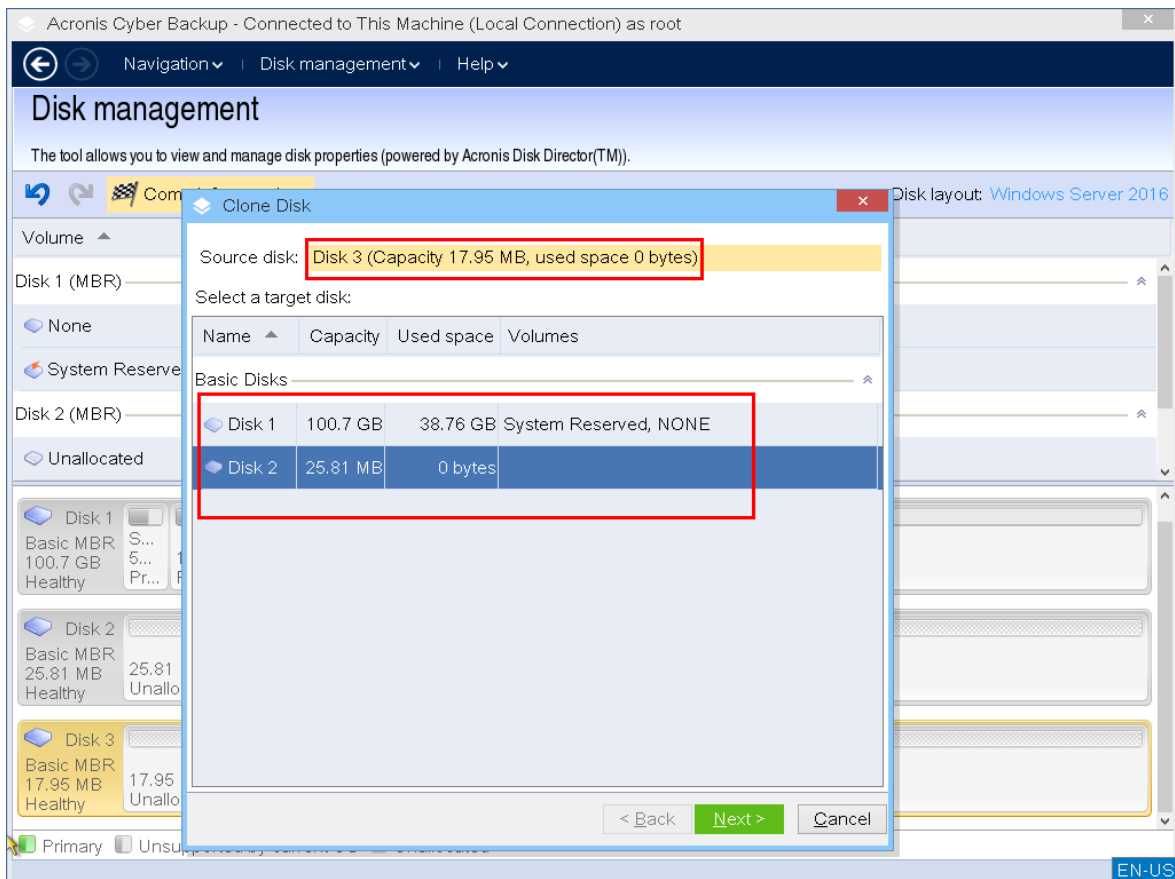 Acronis Cyber Backup - Connected to This Machine (Local Connection) as root
Navigation Disk management Help
Disk management
The tool allows you to view and manage disk properties (powered by Acronis Disk Director(TM)).
Disk layout: Windows Server 2016
Volume
Disk 1 (MBR)
None
System Reserve
Disk 2 (MBR)
Unallocated
Clone Disk
Source disk: Disk 3 (Capacity 17.95 MB, used space 0 bytes)
Select a target disk:
Name Capacity Used space Volumes
Basic Disks
Disk 1 100.7 GB 38.76 GB System Reserved, NONE
Disk 2 25.81 MB 0 bytes
< Back Next > Cancel
Disk 1
Basic MBR
100.7 GB
Healthy
S...
5...
Pr...
Disk 2
Basic MBR
25.81 MB
Healthy
25.81
Unallo
Disk 3
Basic MBR
17.95 MB
Healthy
17.95
Unallo
Primary
EN-US